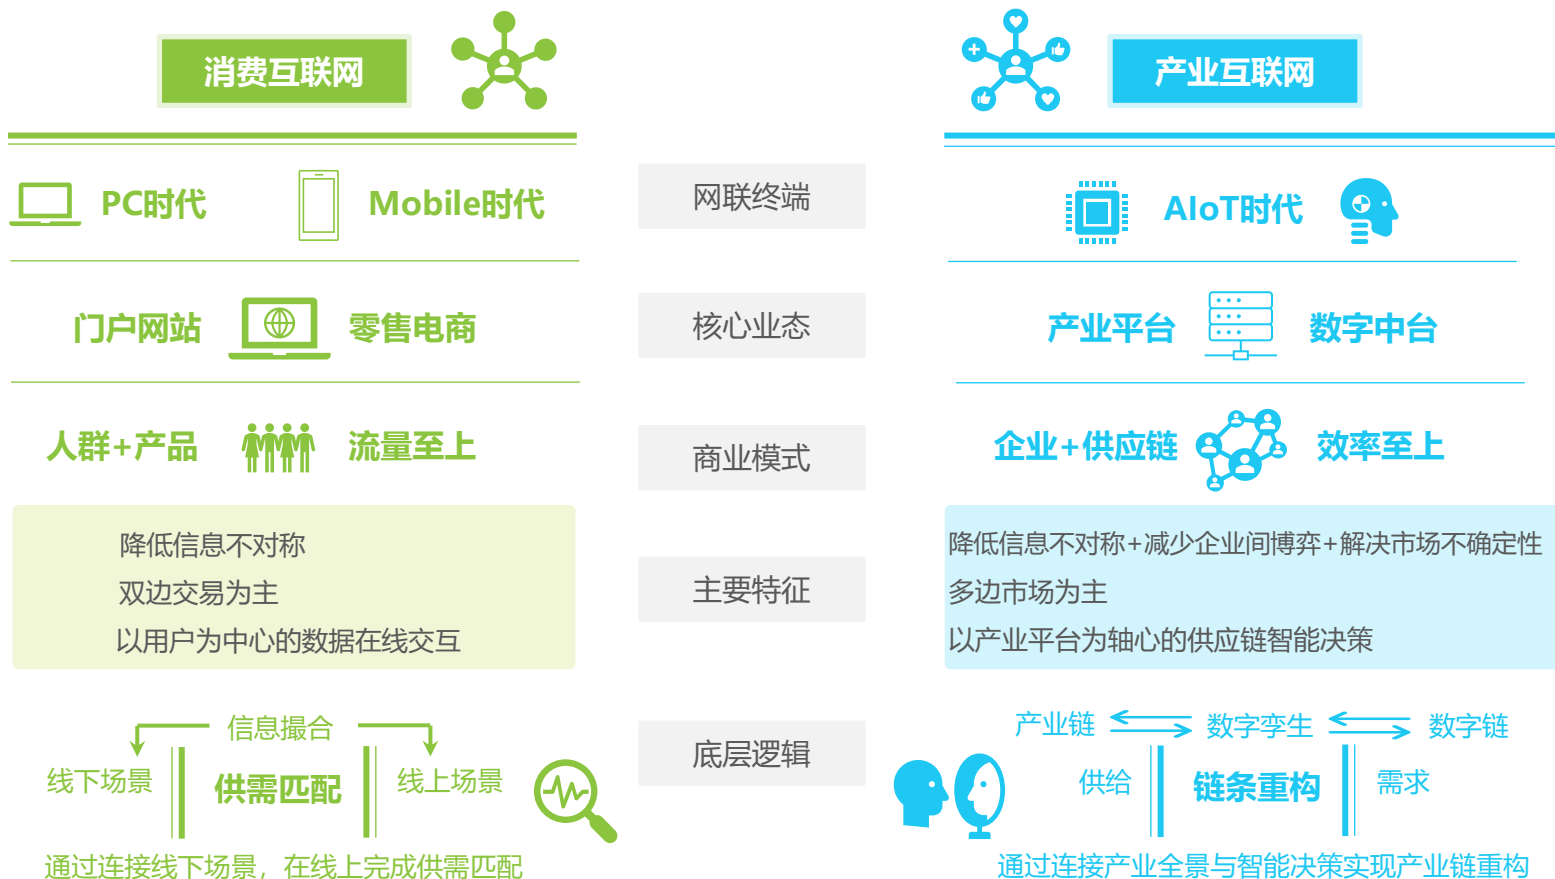 消费互联网
产业互联网
PC时代
Mobile时代
网联终端
AIoT时代
门户网站
零售电商
核心业态
产业平台
数字中台
人群+产品
流量至上
商业模式
企业+供应链
效率至上
降低信息不对称
双边交易为主
以用户为中心的数据在线交互
主要特征
降低信息不对称+减少企业间博弈+解决市场不确定性
多边市场为主
以产业平台为轴心的供应链智能决策
信息撮合
线下场景
供需匹配
线上场景
通过连接线下场景，在线上完成供需匹配
底层逻辑
产业链
数字孪生
数字链
供给
链条重构
需求
通过连接产业全景与智能决策实现产业链重构